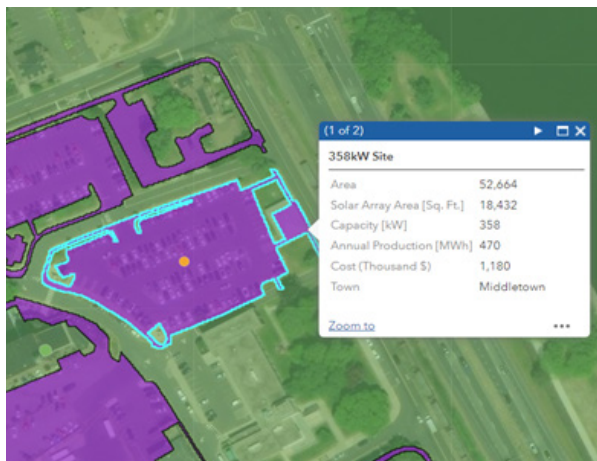 (1 of 2)
358kW Site
Area 52,664
Solar Array Area [Sq. Ft.] 18,432
Capacity [kW] 358
Annual Production [MWh] 470
Cost (Thousand $) 1,180
Town Middletown
Zoom to